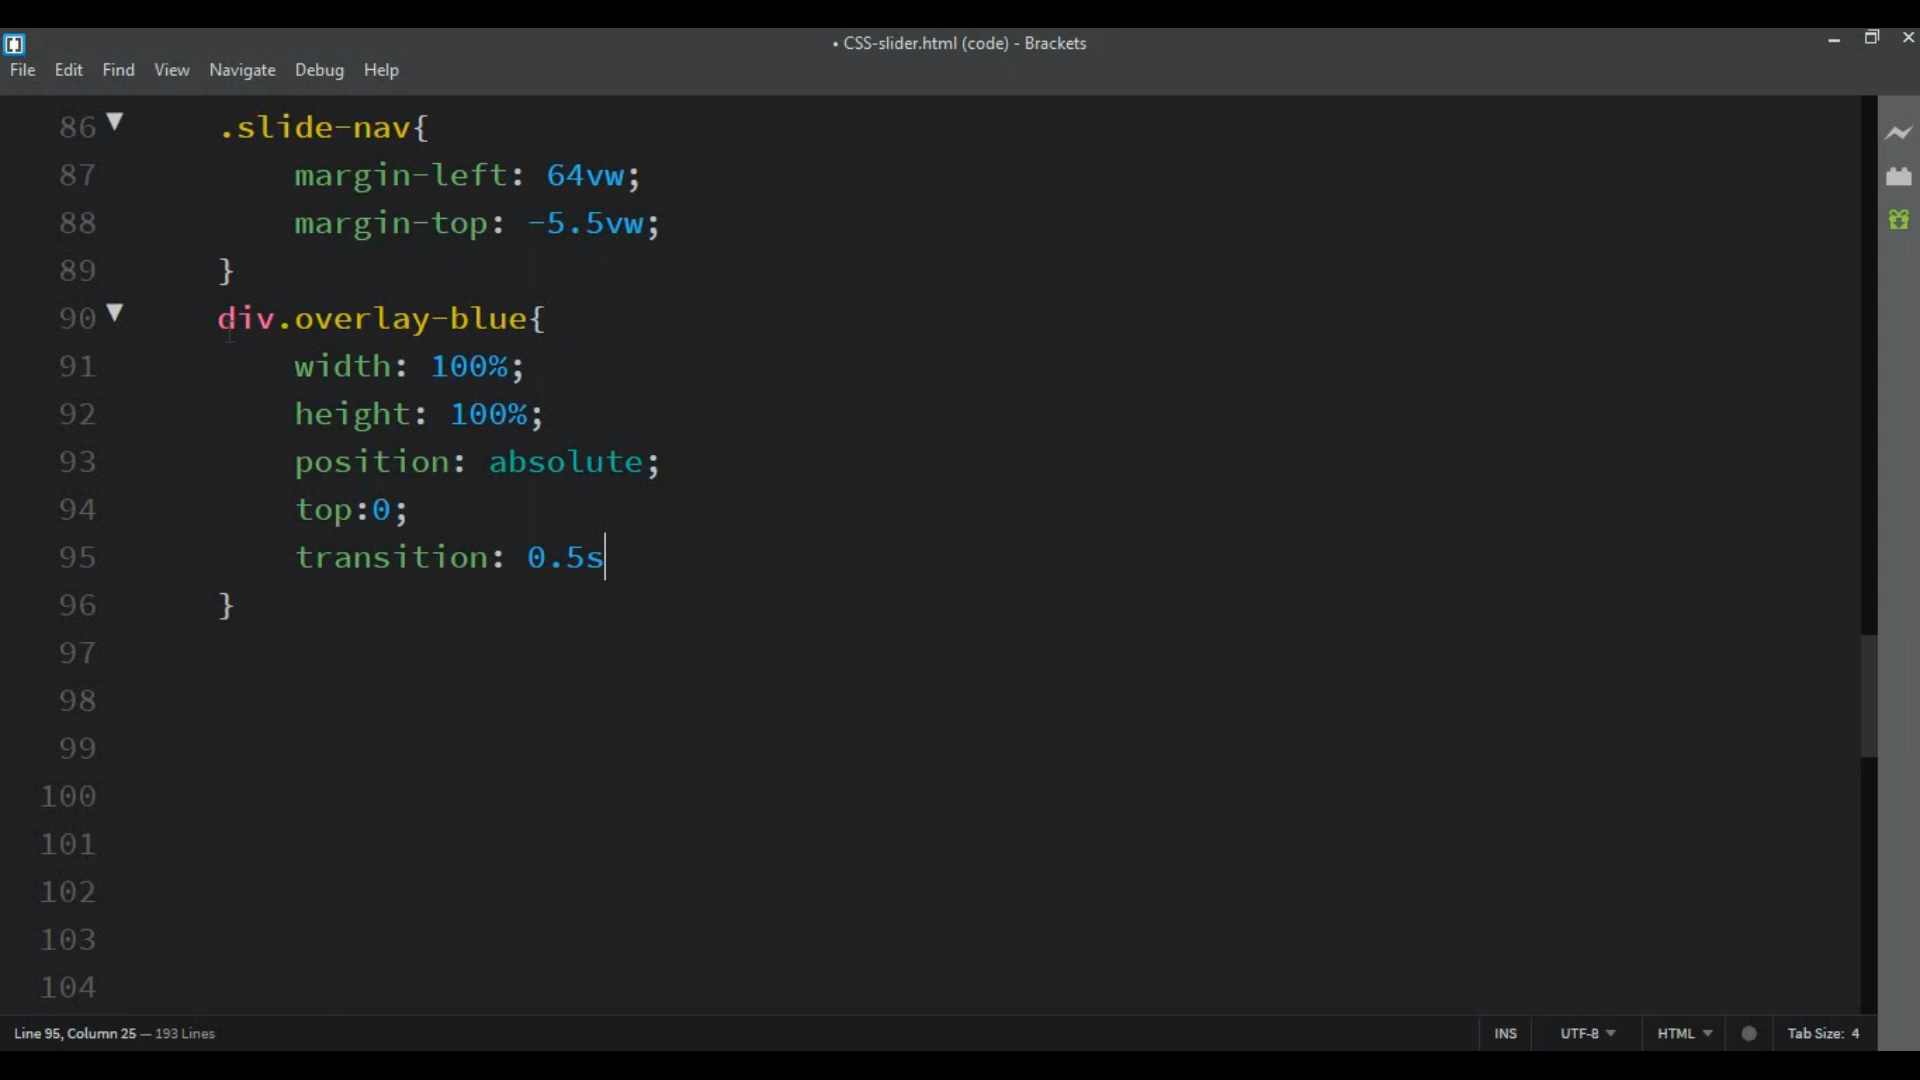 • CSS-slider.html (code) - Brackets
File Edit Find View Navigate Debug Help
86 .slide-nav{
87 margin-left: 64vw;
88 margin-top: -5.5vw;
89 }
90 div.overlay-blue{
91 width: 100%;
92 height: 100%;
93 position: absolute;
94 top:0;
95 transition: 0.5s
96 }
97
98
99
100
101
102
103
104
Line 95, Column 25 — 193 Lines INS UTF-8 HTML Tab Size: 4